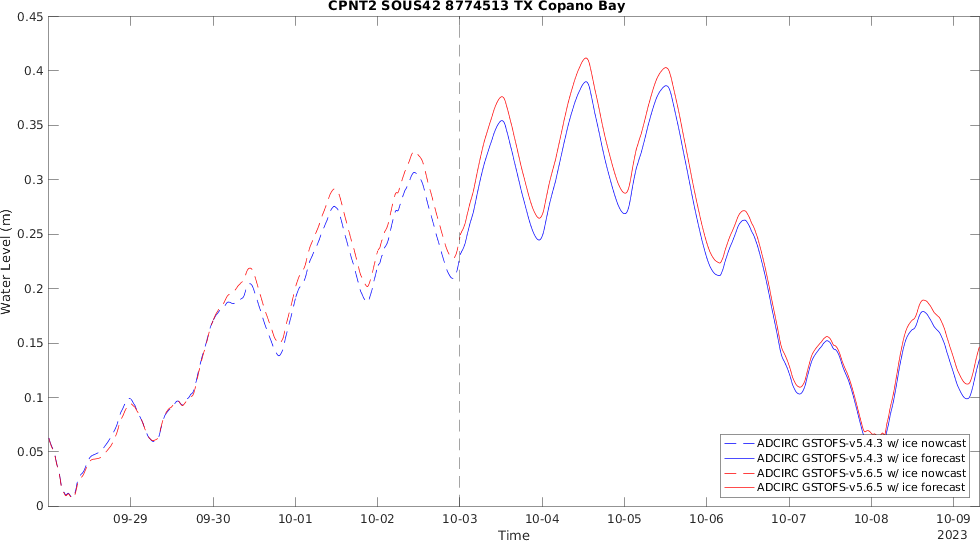 CPNT2 SOUS42 8774513 TX Copano Bay
0.45
0.4
0.35
0.3
0.25
0.2
0.15
0.1
0.05
0
Water Level (m)
ADCIRC GSTOFS-v5.4.3 w/ ice nowcast
ADCIRC GSTOFS-v5.4.3 w/ ice forecast
ADCIRC GSTOFS-v5.6.5 w/ ice nowcast
ADCIRC GSTOFS-v5.6.5 w/ ice forecast
09-29 09-30 10-01 10-02 10-03 10-04 10-05 10-06 10-07 10-08 10-09
2023
Time